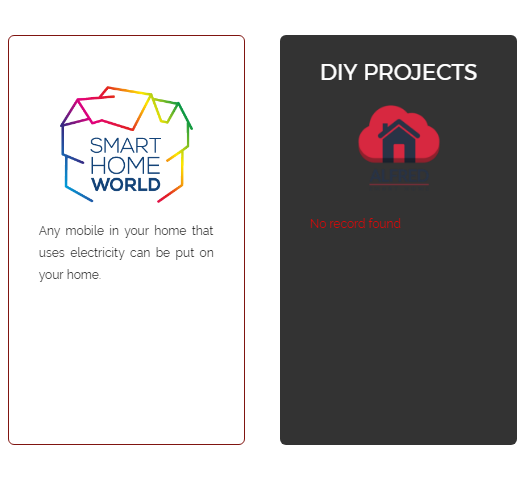 SMART
HOME
WORLD
Any mobile in your home that
uses electricity can be put on
your home.
DIY PROJECTS
No record found